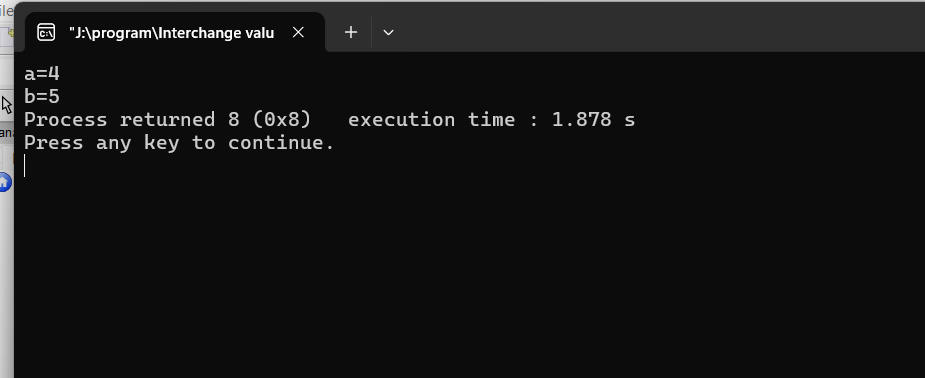 ile
"J:\program\Interchange valu
a=4
b=5
Process returned 8 (0x8)   execution time : 1.878 s
Press any key to continue.
ana